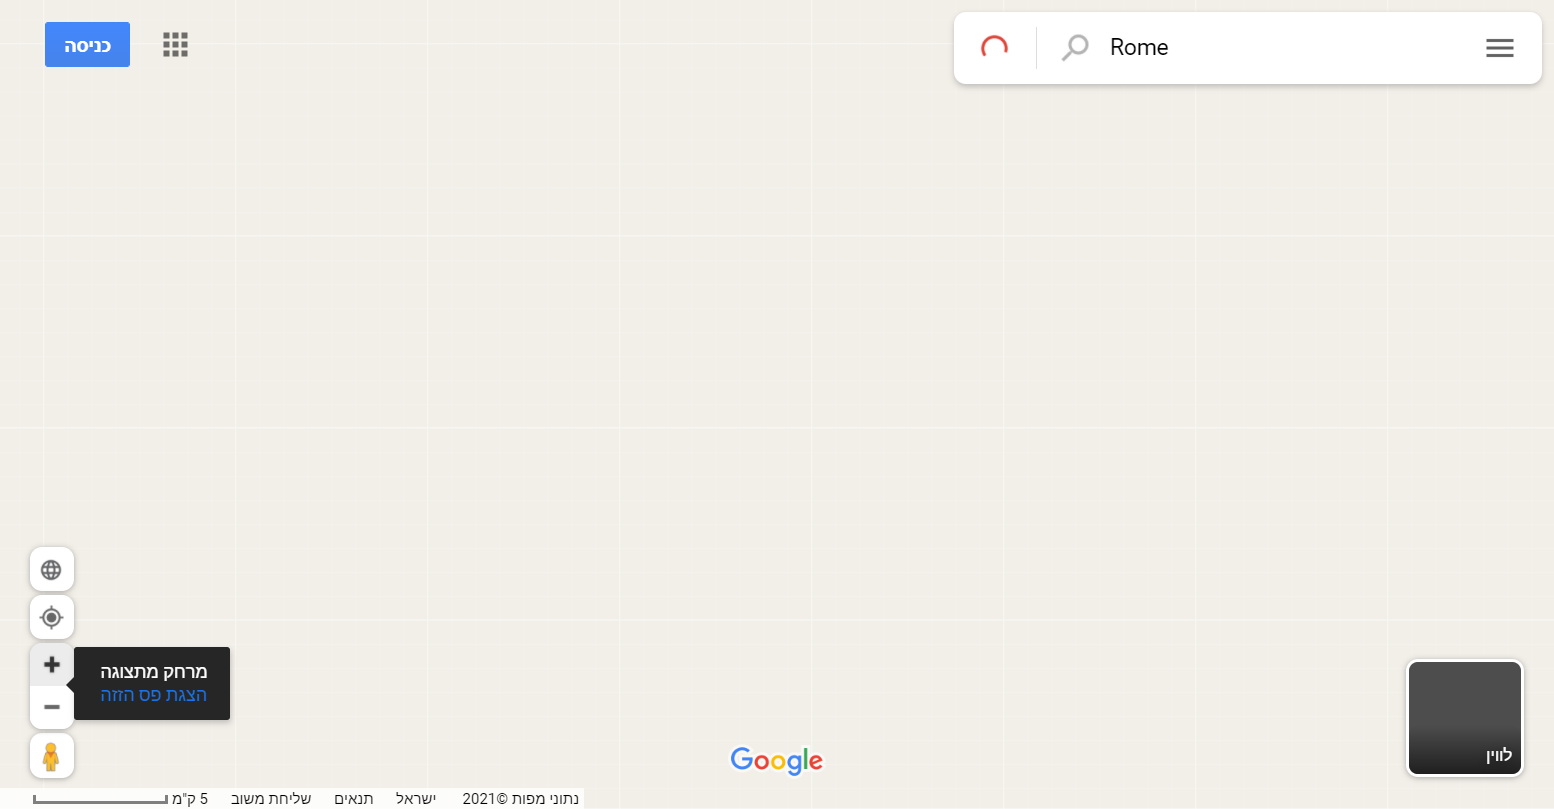 כניסה
Rome
מרחק מתצוגה
הצגת פס הזזה
לווין
Google
נתוני מפות ©2021 ישראל תנאים שליחת משוב 5 ק"מ